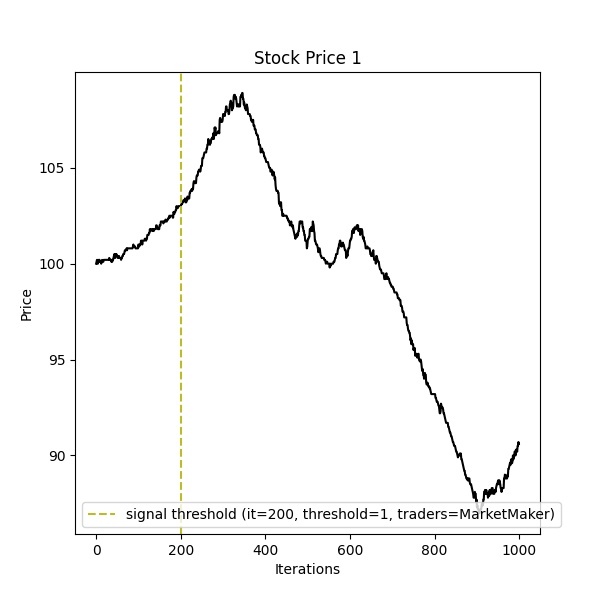 Stock Price 1
105
100
95
90
Price
signal threshold (it=200, threshold=1, traders=MarketMaker)
0 200 400 600 800 1000
Iterations